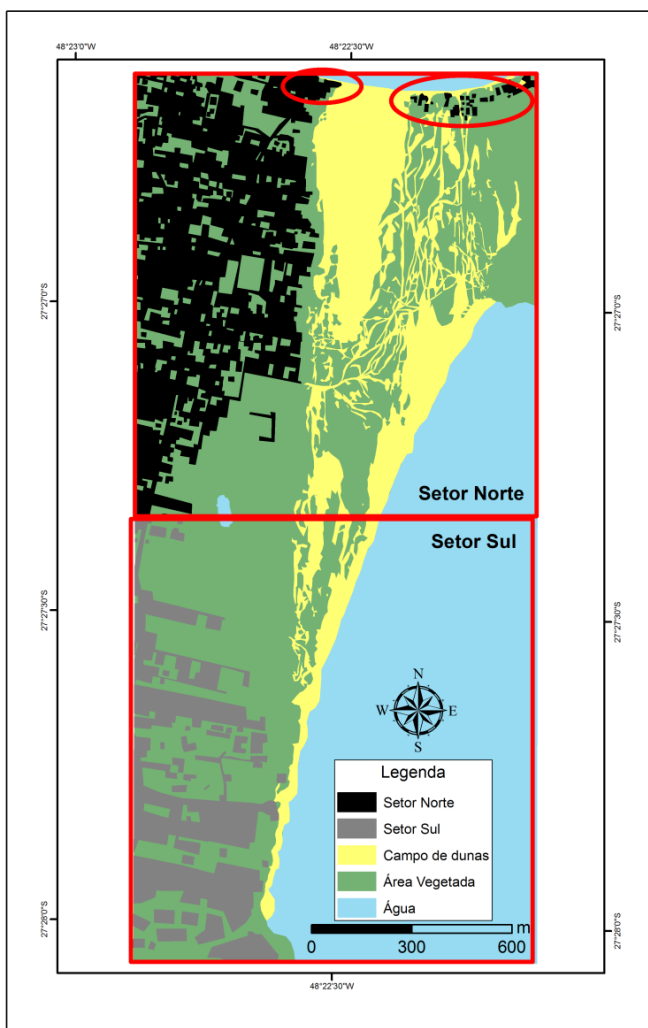 48°23'0"W
48°22'30"W
27°27'0"S
27°27'0"S
Setor Norte
Setor Sul
27°27'30"S
27°27'30"S
N
W
E
S
Legenda
Setor Norte
Setor Sul
Campo de dunas
Área Vegetada
Água
m
0
300
600
27°28'0"S
27°28'0"S
48°22'30"W